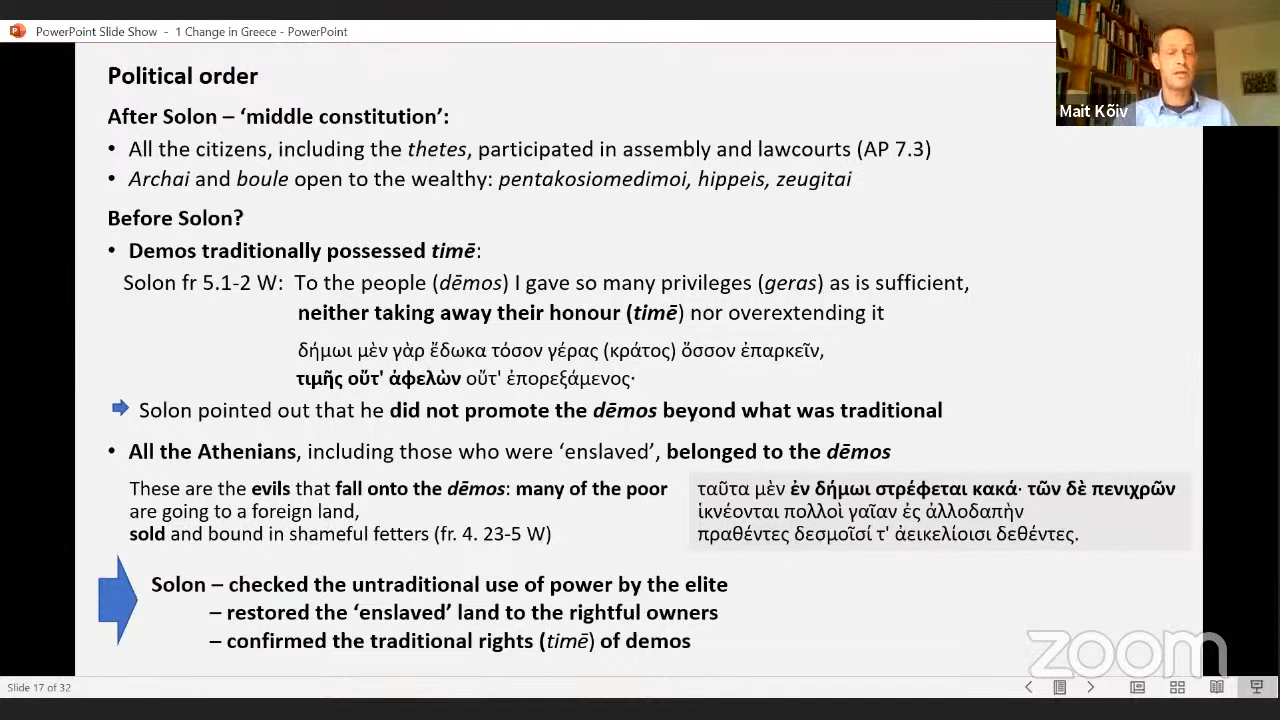 PowerPoint Slide Show - 1 Change in Greece - PowerPoint
Mait Kõiv
Political order
After Solon – ‘middle constitution’:
• All the citizens, including the thetes, participated in assembly and lawcourts (AP 7.3)
• Archai and boule open to the wealthy: pentakosiomedimoi, hippeis, zeugitai
Before Solon?
• Demos traditionally possessed timē:
Solon fr 5.1-2 W: To the people (dēmos) I gave so many privileges (geras) as is sufficient,
neither taking away their honour (timē) nor overextending it
δήμωι μὲν γὰρ ἔδωκα τόσον γέρας (κράτος) ὅσσον ἐπαρκεῖν,
τιμῆς οὔτ' ἀφελὼν οὔτ' ἐπορεξάμενος·
Solon pointed out that he did not promote the dēmos beyond what was traditional
• All the Athenians, including those who were ‘enslaved’, belonged to the dēmos
These are the evils that fall onto the dēmos: many of the poor
are going to a foreign land,
sold and bound in shameful fetters (fr. 4. 23-5 W)
ταῦτα μὲν ἐν δήμωι στρέφεται κακά· τῶν δὲ πενιχρῶν
ἱκνέονται πολλοὶ γαῖαν ἐς ἀλλοδαπὴν
πραθέντες δεσμοῖσί τ' ἀεικελίοισι δεθέντες.
Solon – checked the untraditional use of power by the elite
– restored the ‘enslaved’ land to the rightful owners
– confirmed the traditional rights (timē) of demos
zoom
Slide 17 of 32